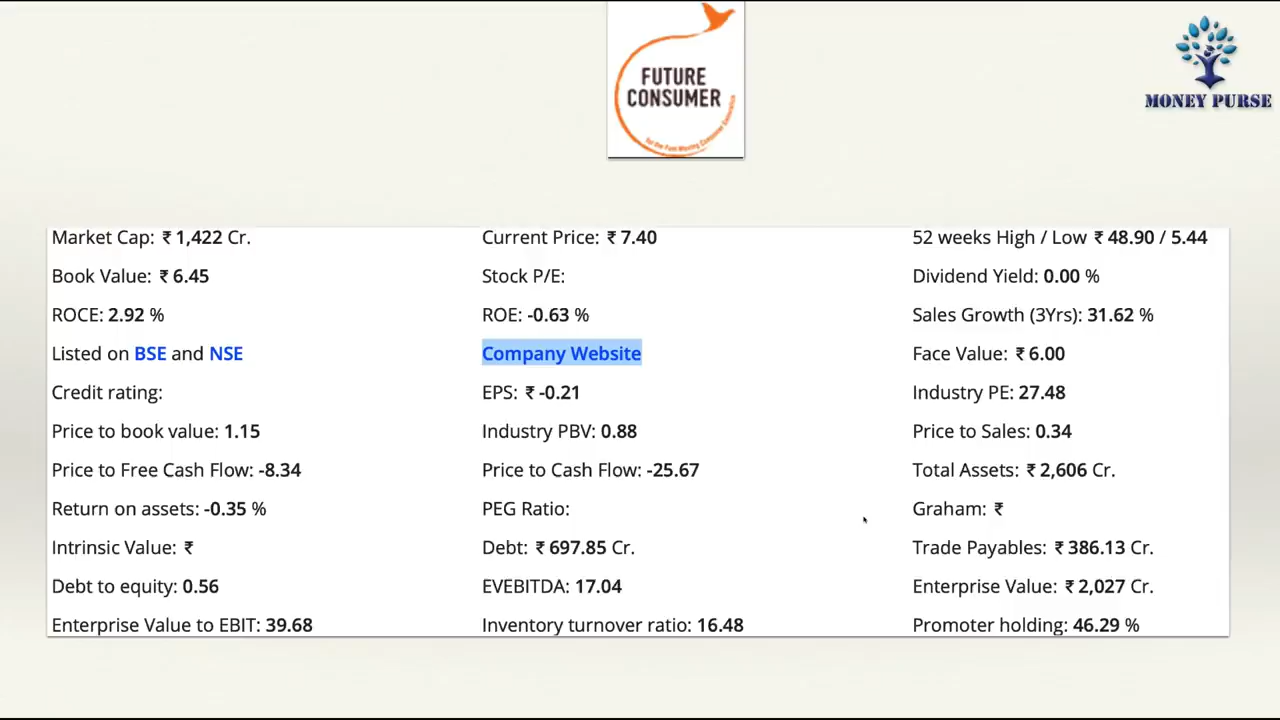 FUTURE
CONSUMER
MONEY PURSE
Market Cap: ₹ 1,422 Cr.
Current Price: ₹ 7.40
52 weeks High / Low ₹ 48.90 / 5.44
Book Value: ₹ 6.45
Stock P/E:
Dividend Yield: 0.00 %
ROCE: 2.92 %
ROE: -0.63 %
Sales Growth (3Yrs): 31.62 %
Listed on BSE and NSE
Company Website
Face Value: ₹ 6.00
Credit rating:
EPS: ₹ -0.21
Industry PE: 27.48
Price to book value: 1.15
Industry PBV: 0.88
Price to Sales: 0.34
Price to Free Cash Flow: -8.34
Price to Cash Flow: -25.67
Total Assets: ₹ 2,606 Cr.
Return on assets: -0.35 %
PEG Ratio:
Graham: ₹
Intrinsic Value: ₹
Debt: ₹ 697.85 Cr.
Trade Payables: ₹ 386.13 Cr.
Debt to equity: 0.56
EVEBITDA: 17.04
Enterprise Value: ₹ 2,027 Cr.
Enterprise Value to EBIT: 39.68
Inventory turnover ratio: 16.48
Promoter holding: 46.29 %